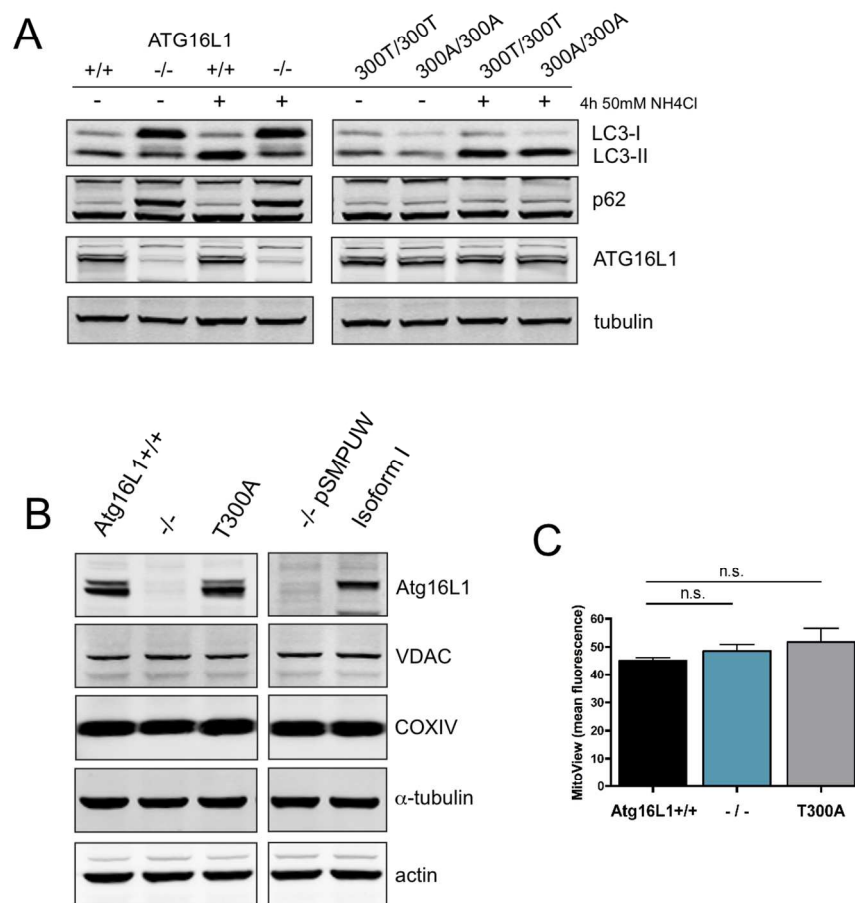 A
ATG16L1
+/+ -/- +/+ -/- 300T/300T 300A/300A 300T/300T 300A/300A
- - + + - - + + 4h 50mM NH4Cl
LC3-I
LC3-II
p62
ATG16L1
tubulin
B
Atg16L1+/+ -/- T300A -/- pSMPUW Isoform I
Atg16L1
VDAC
COXIV
α-tubulin
actin
C
n.s.
n.s.
MitoView (mean fluorescence)
60
50
40
30
20
10
0
Atg16L1+/+ - / - T300A